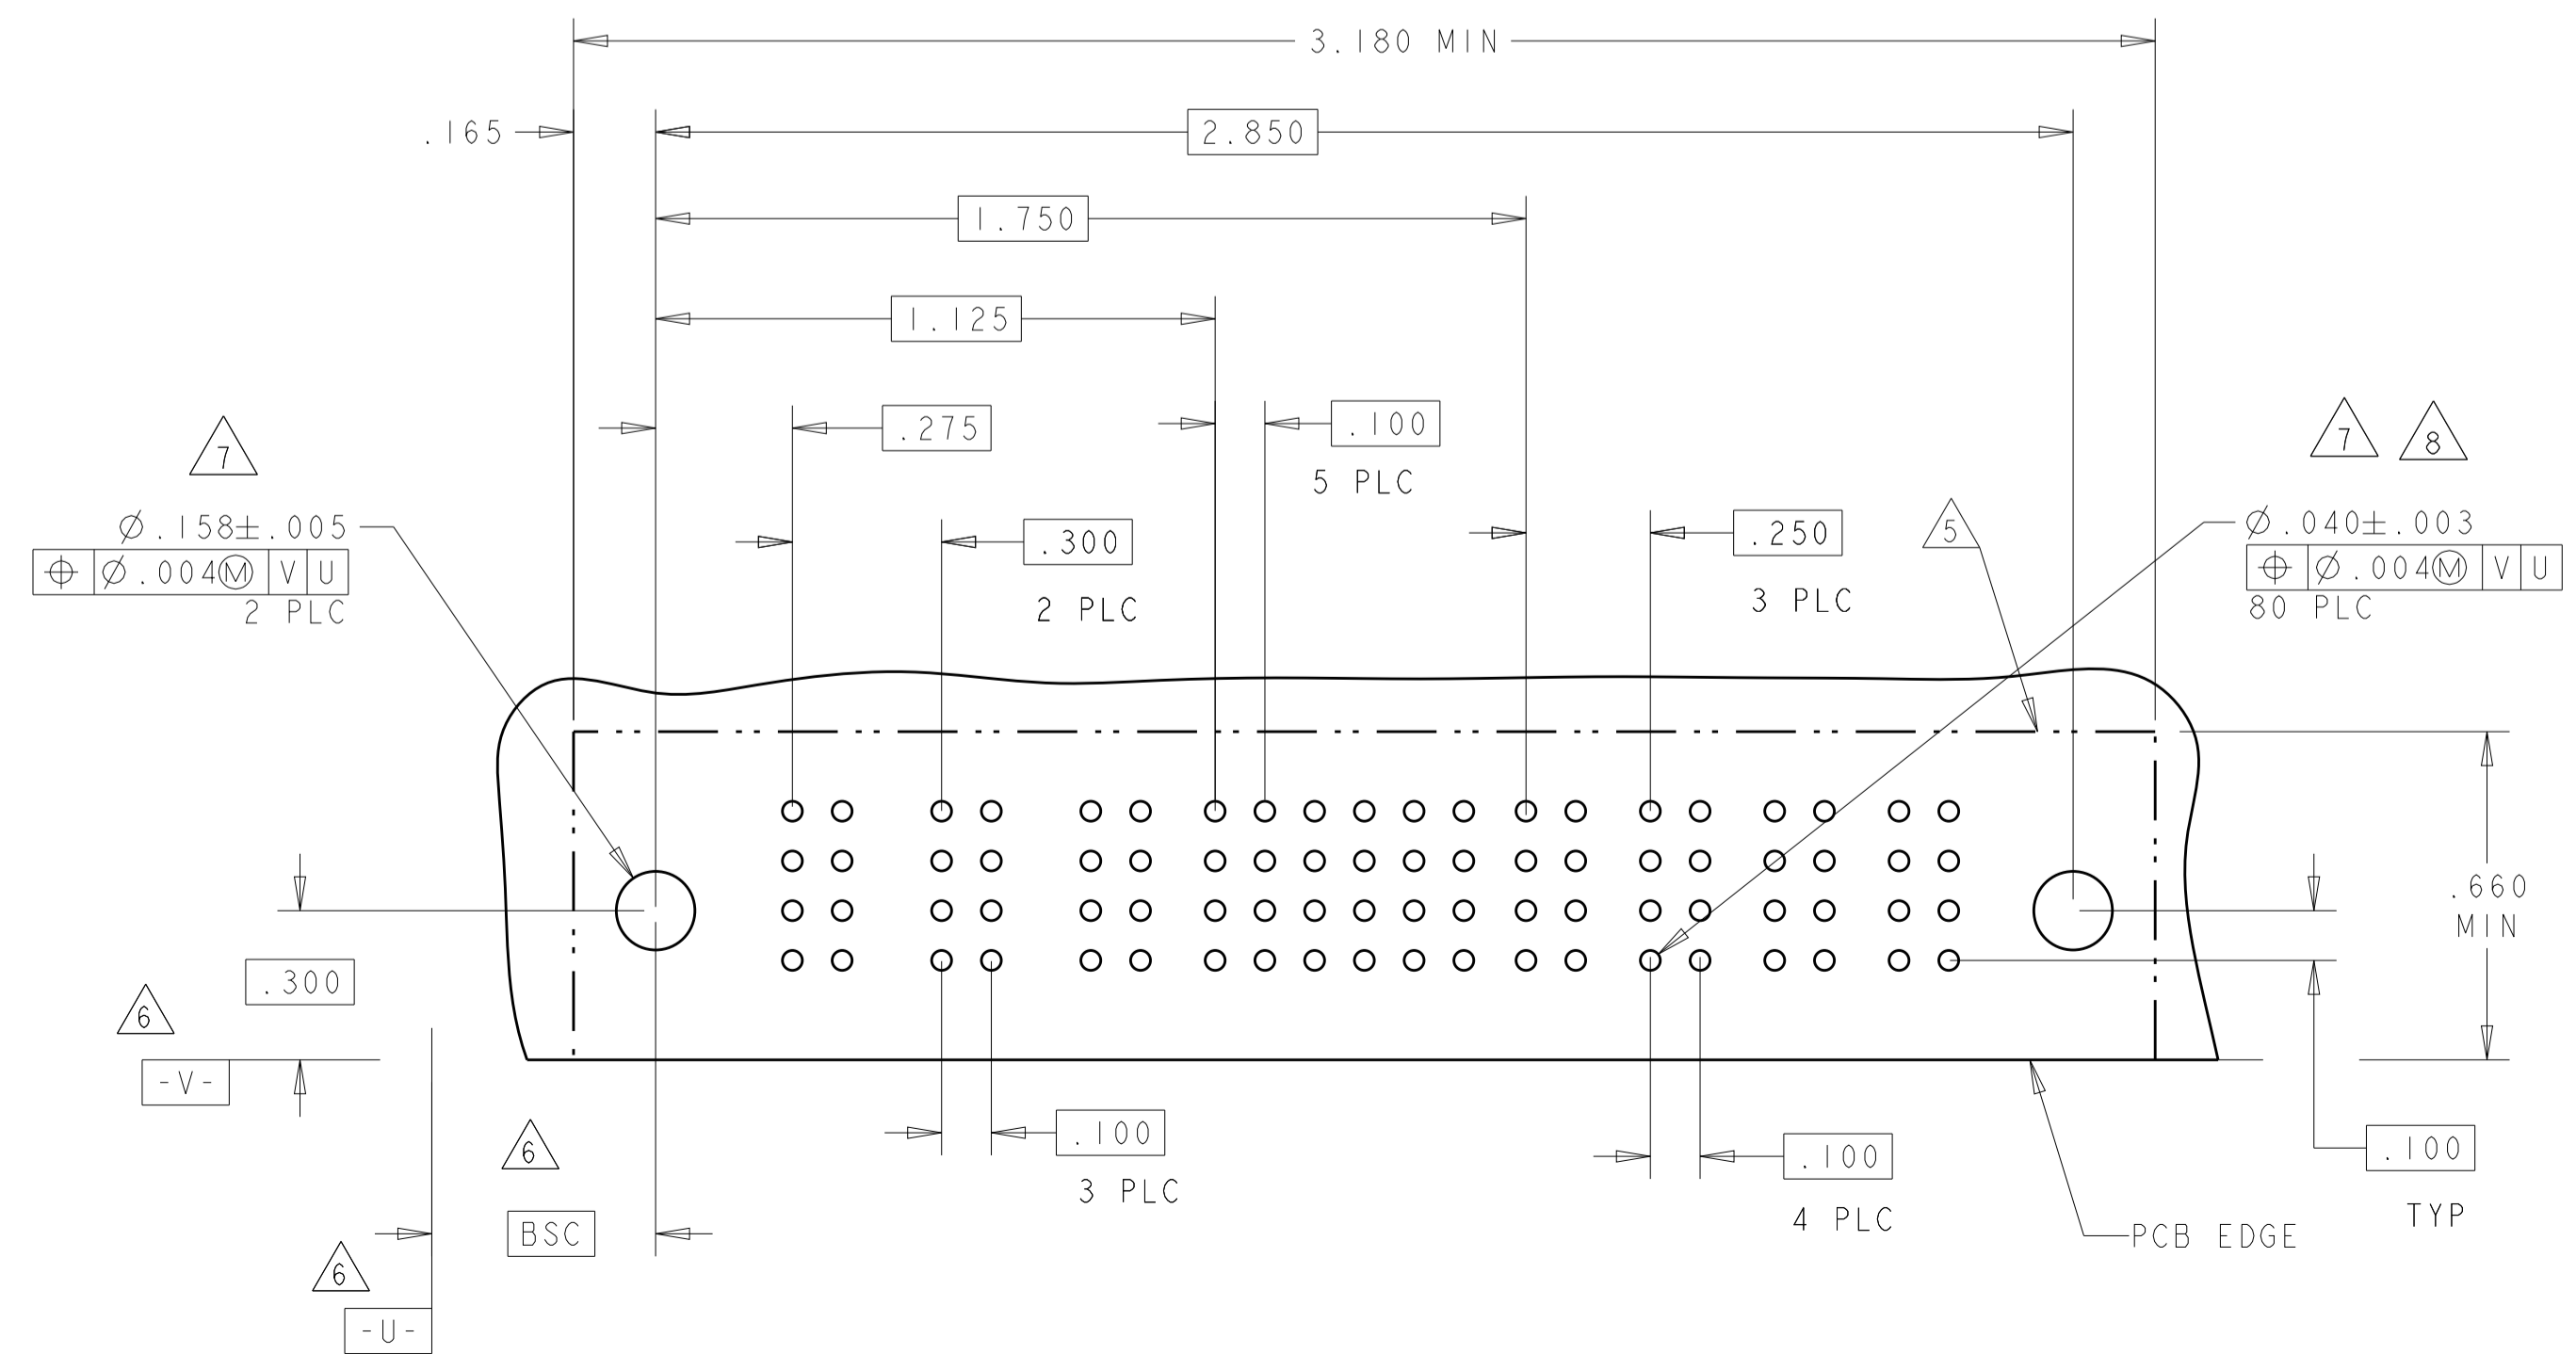 3.180 MIN
.165
2.850
1.750
1.125
.275
.100
5 PLC
7
Ø.158±.005
⌖ Ø.004Ⓜ V U
2 PLC
.300
2 PLC
.250
3 PLC
5
7 8
Ø.040±.003
⌖ Ø.004Ⓜ V U
80 PLC
.660
MIN
.300
6
-V-
6
BSC
6
-U-
.100
3 PLC
.100
4 PLC
PCB EDGE
.100
TYP